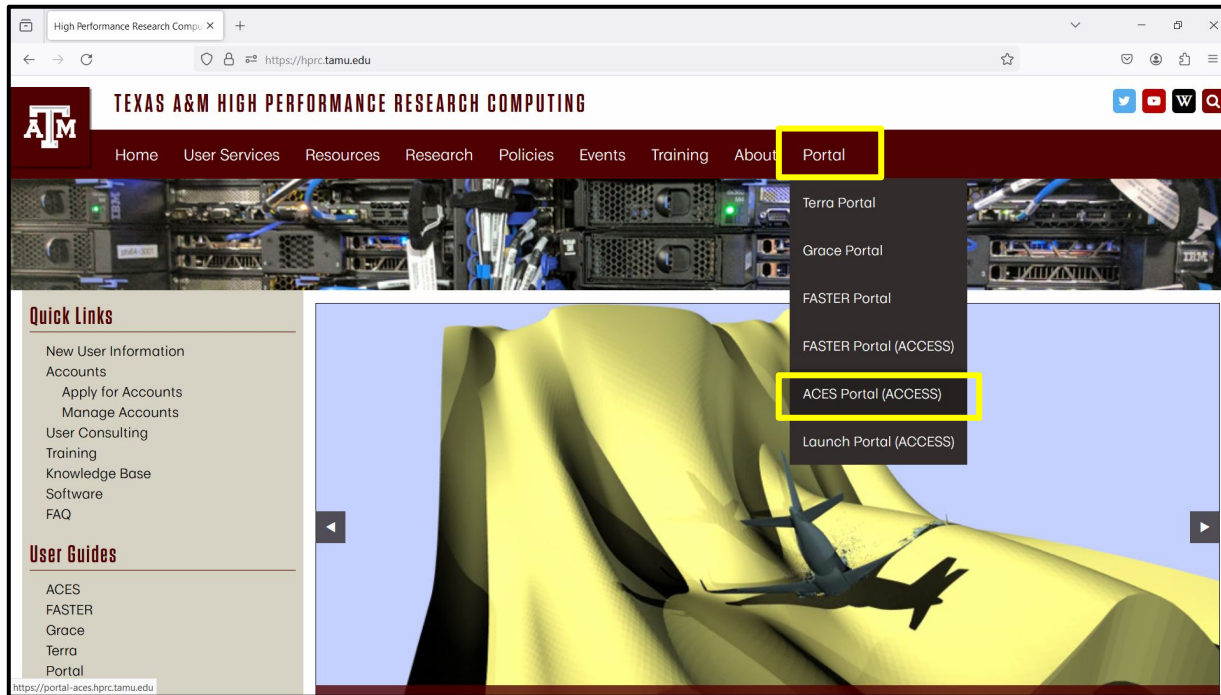 High Performance Research Compu
https://hprc.tamu.edu
TEXAS A&M HIGH PERFORMANCE RESEARCH COMPUTING
W
ĀM
Home User Services Resources Research Policies Events Training About Portal
Terra Portal
Grace Portal
FASTER Portal
FASTER Portal (ACCESS)
ACES Portal (ACCESS)
Launch Portal (ACCESS)
IBM
Quick Links
New User Information
Accounts
Apply for Accounts
Manage Accounts
User Consulting
Training
Knowledge Base
Software
FAQ
User Guides
ACES
FASTER
Grace
Terra
Portal
https://portal-aces.hprc.tamu.edu